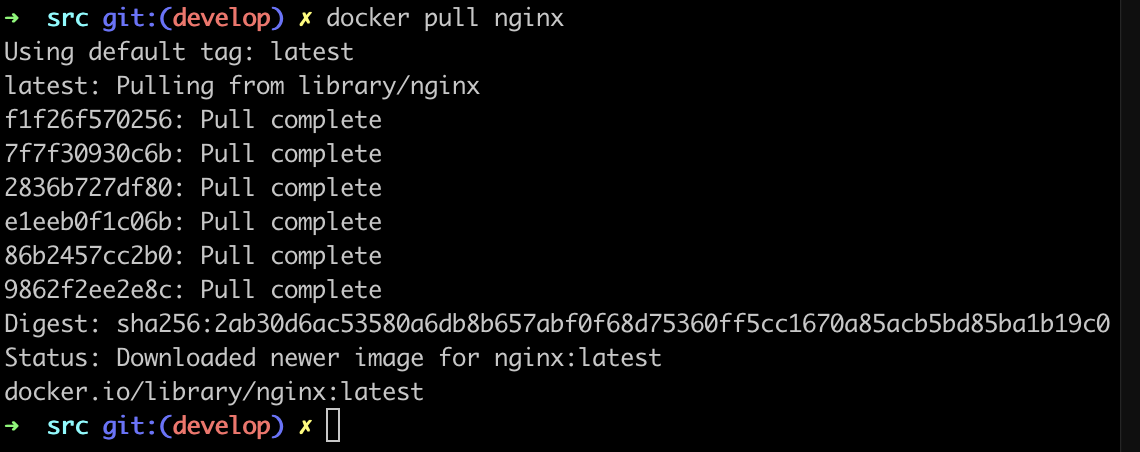 ➜  src git:(develop) ✗ docker pull nginx
Using default tag: latest
latest: Pulling from library/nginx
f1f26f570256: Pull complete
7f7f30930c6b: Pull complete
2836b727df80: Pull complete
e1eeb0f1c06b: Pull complete
86b2457cc2b0: Pull complete
9862f2ee2e8c: Pull complete
Digest: sha256:2ab30d6ac53580a6db8b657abf0f68d75360ff5cc1670a85acb5bd85ba1b19c0
Status: Downloaded newer image for nginx:latest
docker.io/library/nginx:latest
➜  src git:(develop) ✗